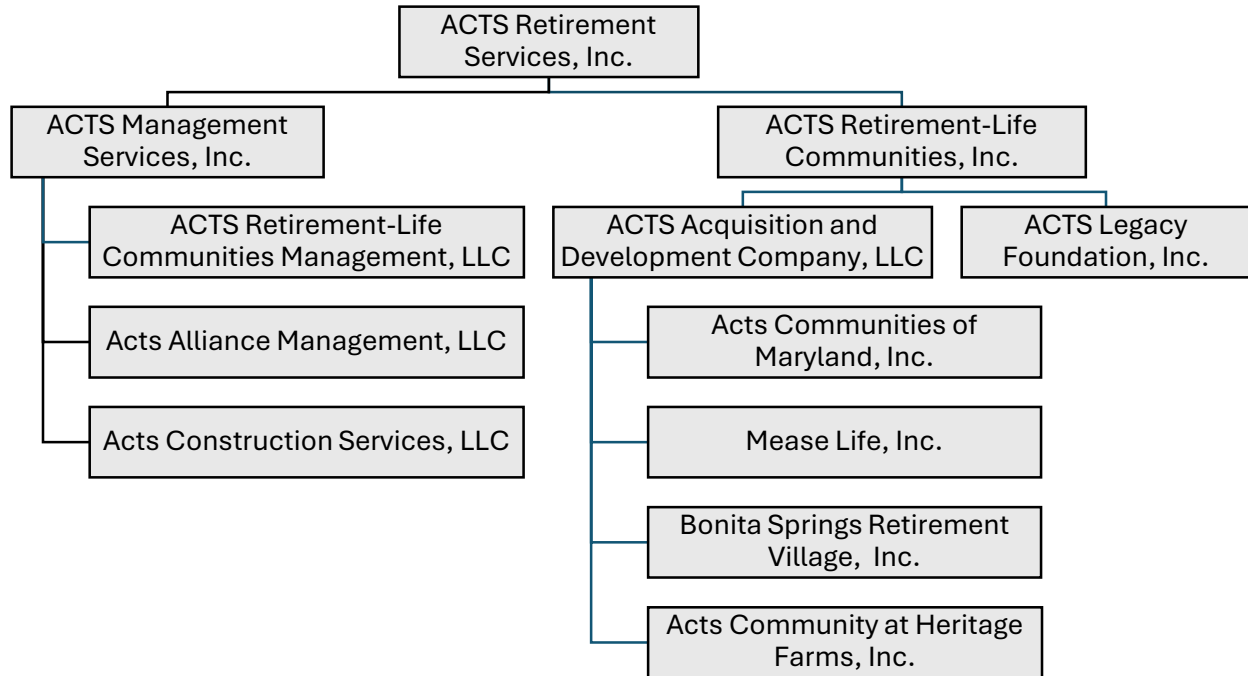 ACTS Retirement
Services, Inc.
ACTS Management
Services, Inc.
ACTS Retirement-Life
Communities, Inc.
ACTS Retirement-Life
Communities Management, LLC
Acts Alliance Management, LLC
Acts Construction Services, LLC
ACTS Acquisition and
Development Company, LLC
ACTS Legacy
Foundation, Inc.
Acts Communities of
Maryland, Inc.
Mease Life, Inc.
Bonita Springs Retirement
Village,  Inc.
Acts Community at Heritage
Farms, Inc.